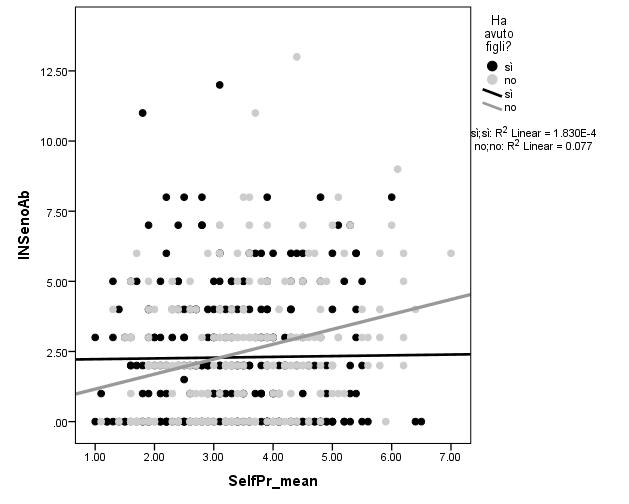 Ha
avuto
figli?
sì
no
sì
no
sì;sì: R² Linear = 1.830E-4
no;no: R² Linear = 0.077
12.50
10.00
7.50
5.00
2.50
.00
INSenoAb
1.00 2.00 3.00 4.00 5.00 6.00 7.00
SelfPr_mean